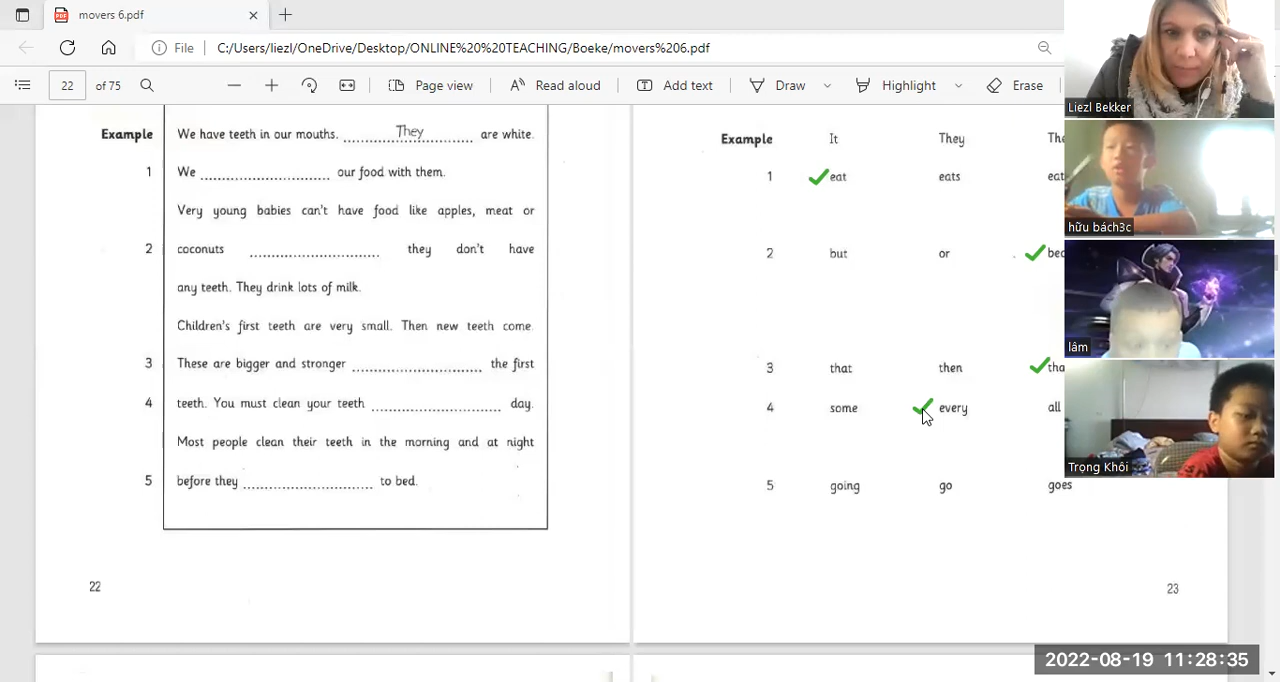 movers 6.pdf
File C:/Users/liezl/OneDrive/Desktop/ONLINE%20%20TEACHING/Boeke/movers%206.pdf
22 of 75 Page view Read aloud Add text Draw Highlight Erase
Example We have teeth in our mouths. They are white.
1 We .............................. our food with them.
Very young babies can't have food like apples, meat or
2 coconuts .............................. they don't have
any teeth. They drink lots of milk.
Children's first teeth are very small. Then new teeth come.
3 These are bigger and stronger .............................. the first
4 teeth. You must clean your teeth .............................. day.
Most people clean their teeth in the morning and at night
5 before they .............................. to bed.
22
Example It They
1 eat eats
2 but or
3 that then
4 some every all
5 going go goes
23
Liezl Bekker
hữu bách3c
lâm
Trọng Khôi
2022-08-19 11:28:35